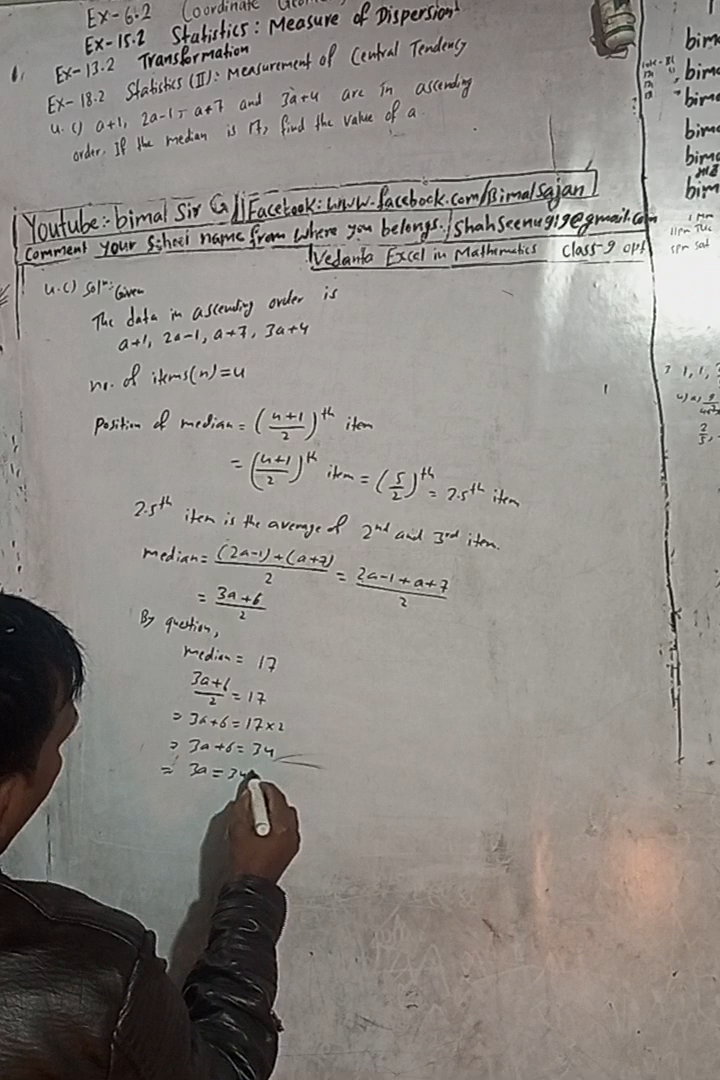 Ex-6.2 Coordinate
Ex-15.2 Statistics: Measure of Dispersion
Ex-13.2 Transformation
Ex-18.2 Statistics (II): Measurement of Central Tendency
4. c) a+1, 2a-1, a+7 and 3a+4 are in ascending
order. If the median is 17, find the value of a.
Youtube:- bimal Sir G || Facebook: www.facebook.com/Bimalsajan
Comment your School name from where you belongs. / Shahseenu919@gmail.com
Vedanta Excel in Mathematics Class-9 opt
4. c) Solⁿ: Given
The data in ascending order is
a+1, 2a-1, a+7, 3a+4
no. of items(n)=4
Position of median = (n+1/2)th item
= (4+1/2)th item = (5/2)th = 2.5th item
2.5th item is the average of 2nd and 3rd item.
median = (2a-1)+(a+7)/2 = 2a-1+a+7/2
= 3a+6/2
By question,
median = 17
3a+6/2 = 17
⇒ 3a+6 = 17×2
⇒ 3a+6 = 34
⇒ 3a = 34
bima
bima
bima
bima
bima
bim